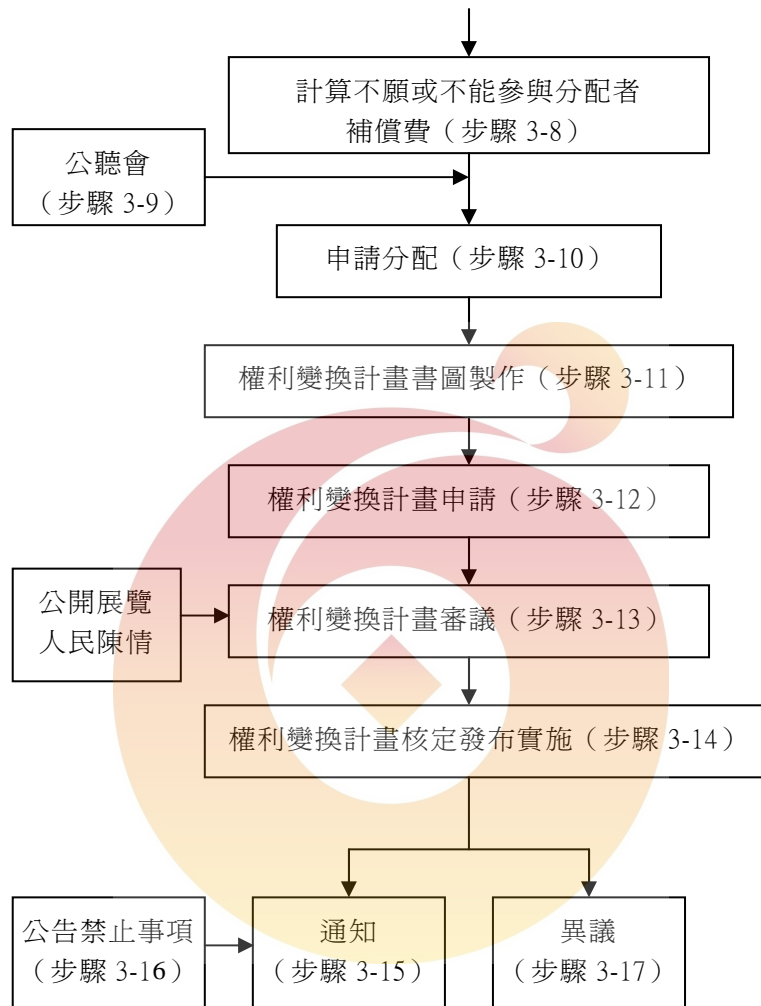 計算不願或不能參與分配者
補償費（步驟 3-8）
公聽會
（步驟 3-9）
申請分配（步驟 3-10）
權利變換計畫書圖製作（步驟 3-11）
權利變換計畫申請（步驟 3-12）
公開展覽
人民陳情
權利變換計畫審議（步驟 3-13）
權利變換計畫核定發布實施（步驟 3-14）
公告禁止事項
（步驟 3-16）
通知
（步驟 3-15）
異議
（步驟 3-17）